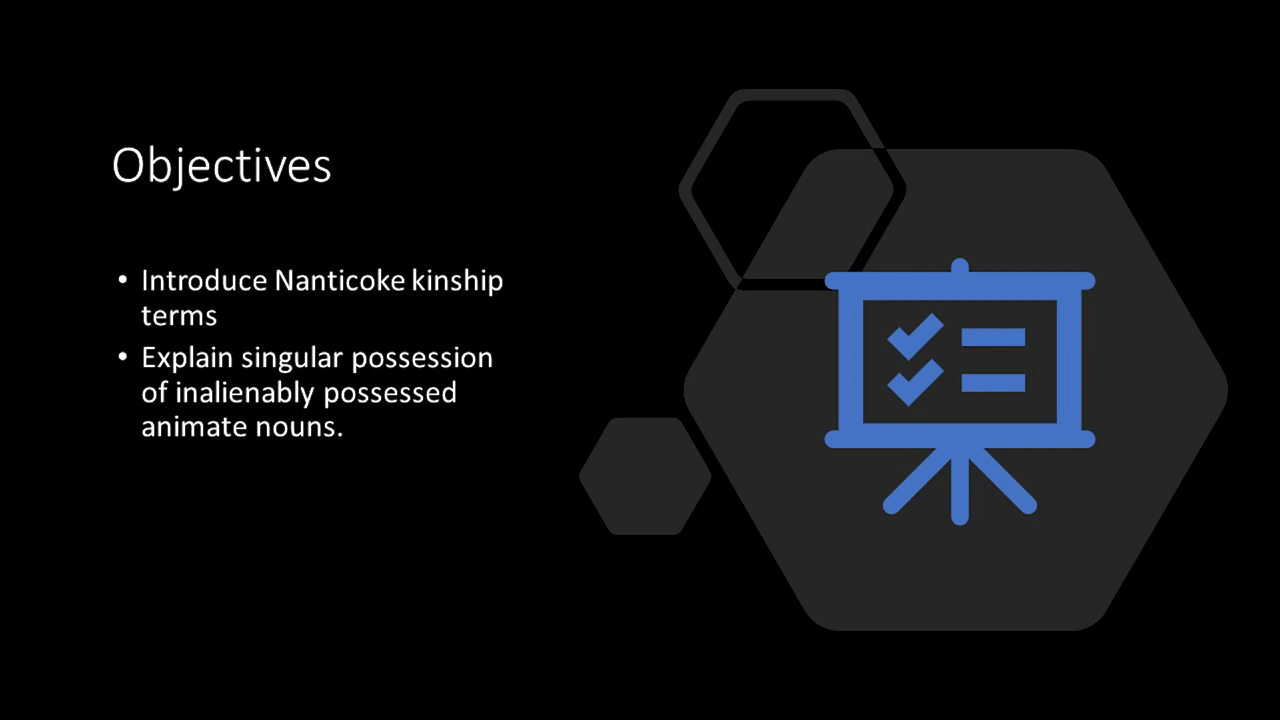 Objectives
• Introduce Nanticoke kinship
terms
• Explain singular possession
of inalienably possessed
animate nouns.